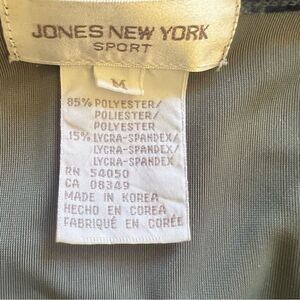 JONES NEW YORK
SPORT
M
85% POLYESTER/
POLIESTER/
POLYESTER
15% LYCRA-SPANDEX/
LYCRA-SPANDEX/
LYCRA-SPANDEX
RN 54050
CA 08349
MADE IN KOREA
HECHO EN COREA
FABRIQUÉ EN CORÉE